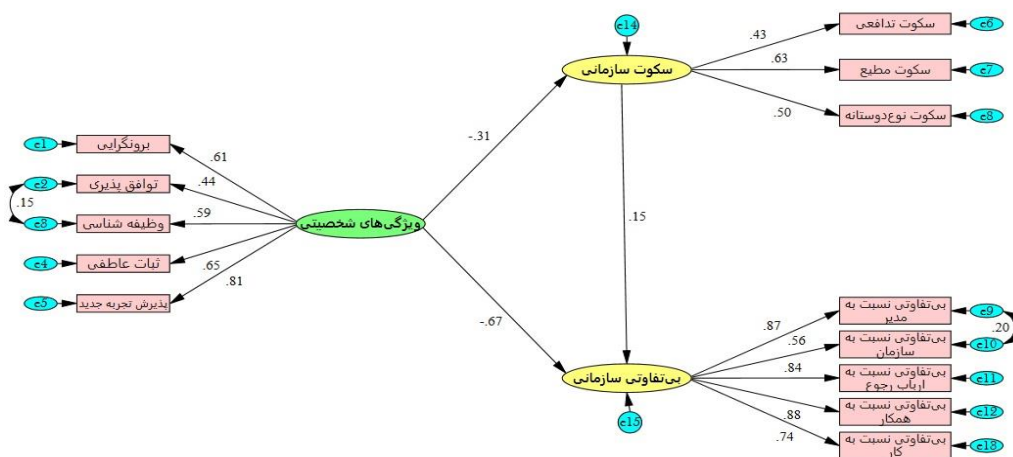 e14
سکوت سازمانی
.43
سکوت تدافعی
e6
.63
سکوت مطیع
e7
.50
سکوت نوع‌دوستانه
e8
-.31
.15
e1
برونگرایی
.61
e2
توافق پذیری
.44
.15
e3
وظیفه شناسی
.59
ویژگی‌های شخصیتی
e4
ثبات عاطفی
.65
e5
پذیرش تجربه جدید
.81
-.67
بی‌تفاوتی سازمانی
e15
.87
بی‌تفاوتی نسبت به
مدیر
e9
.20
.56
بی‌تفاوتی نسبت به
سازمان
e10
.84
بی‌تفاوتی نسبت به
ارباب رجوع
e11
.88
بی‌تفاوتی نسبت به
همکار
e12
.74
بی‌تفاوتی نسبت به
کار
e13